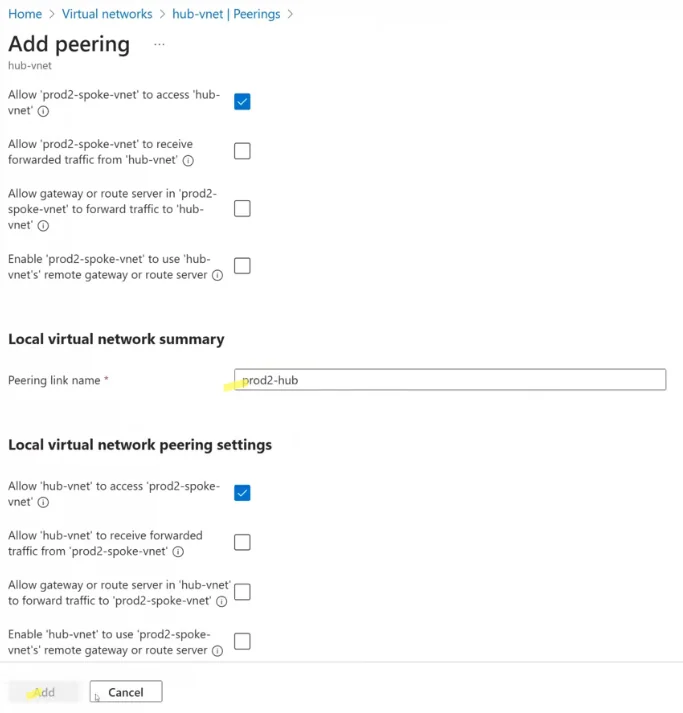 Home > Virtual networks > hub-vnet | Peerings >
Add peering ...
hub-vnet
Allow 'prod2-spoke-vnet' to access 'hub-
vnet'
Allow 'prod2-spoke-vnet' to receive
forwarded traffic from 'hub-vnet'
Allow gateway or route server in 'prod2-
spoke-vnet' to forward traffic to 'hub-
vnet'
Enable 'prod2-spoke-vnet' to use 'hub-
vnet's' remote gateway or route server
Local virtual network summary
Peering link name *
prod2-hub
Local virtual network peering settings
Allow 'hub-vnet' to access 'prod2-spoke-
vnet'
Allow 'hub-vnet' to receive forwarded
traffic from 'prod2-spoke-vnet'
Allow gateway or route server in 'hub-vnet'
to forward traffic to 'prod2-spoke-vnet'
Enable 'hub-vnet' to use 'prod2-spoke-
vnet's' remote gateway or route server
Add
Cancel